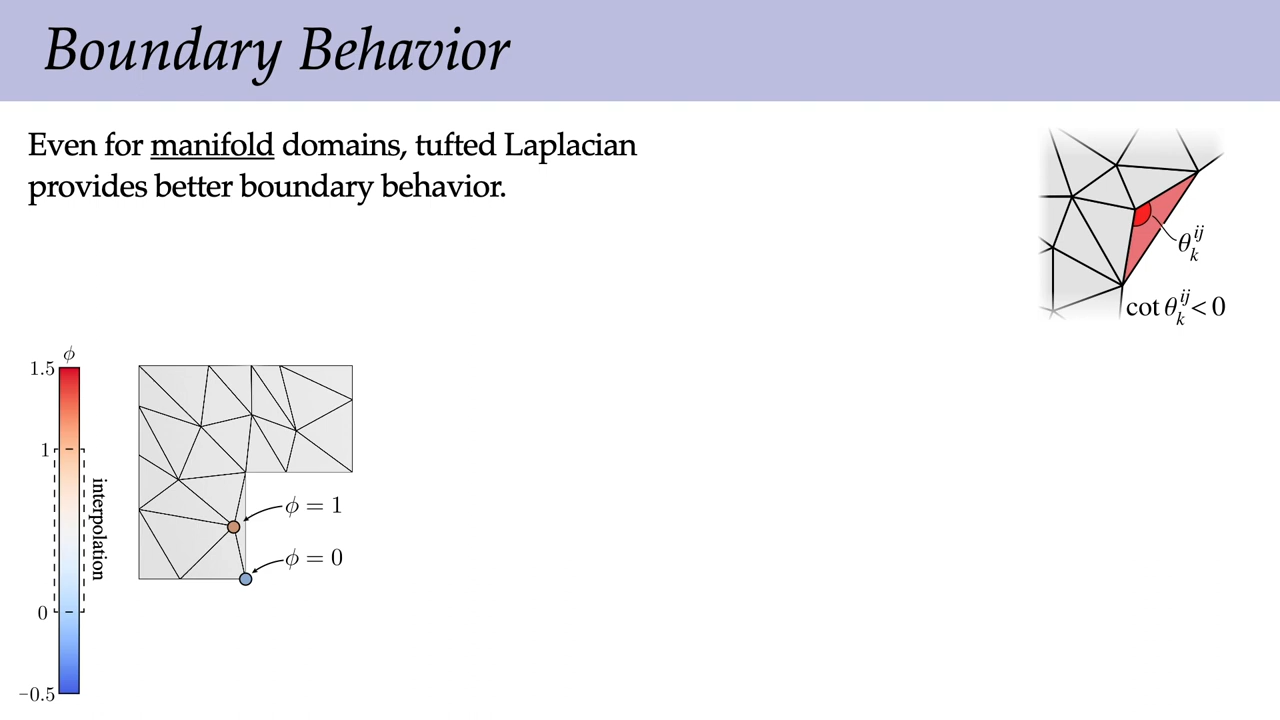 Boundary Behavior
Even for manifold domains, tufted Laplacian
provides better boundary behavior.
θₖⁱʲ
cot θₖⁱʲ < 0
ϕ
1.5
1
interpolation
0
−0.5
ϕ = 1
ϕ = 0